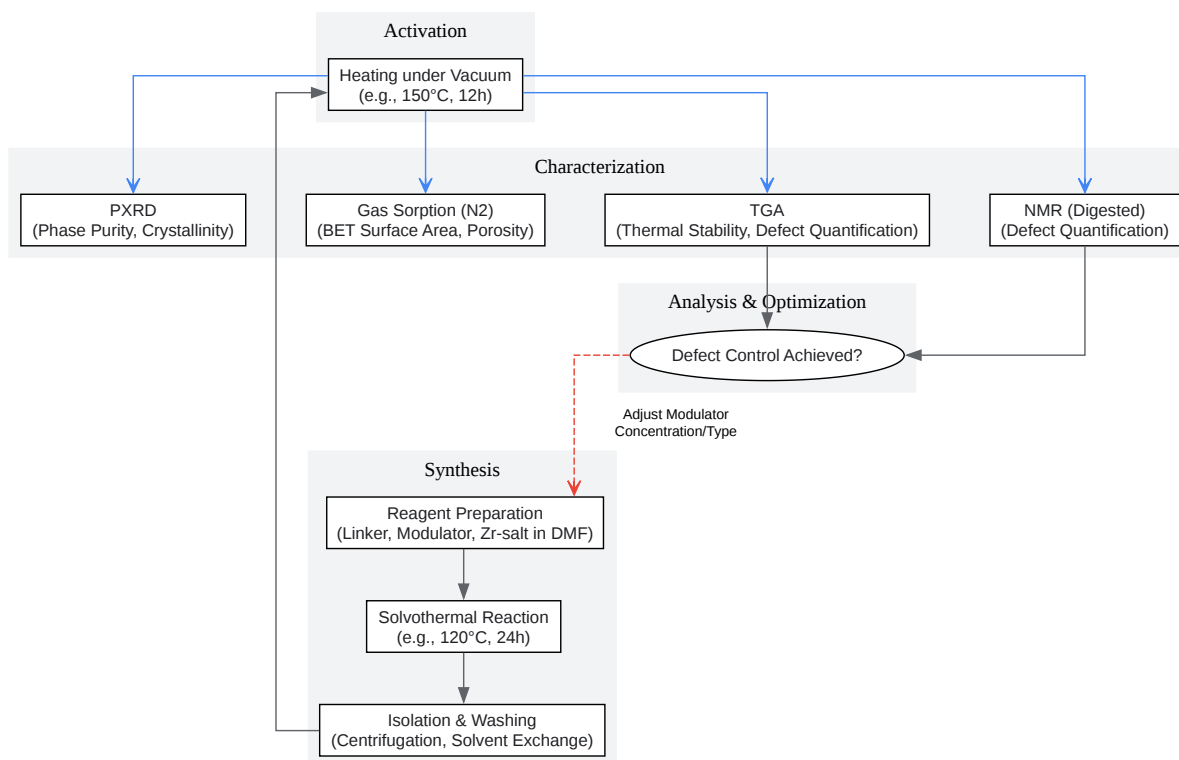 Activation
Heating under Vacuum
(e.g., 150°C, 12h)
Characterization
PXRD
(Phase Purity, Crystallinity)
Gas Sorption (N2)
(BET Surface Area, Porosity)
TGA
(Thermal Stability, Defect Quantification)
NMR (Digested)
(Defect Quantification)
Analysis & Optimization
Defect Control Achieved?
Adjust Modulator
Concentration/Type
Synthesis
Reagent Preparation
(Linker, Modulator, Zr-salt in DMF)
Solvothermal Reaction
(e.g., 120°C, 24h)
Isolation & Washing
(Centrifugation, Solvent Exchange)